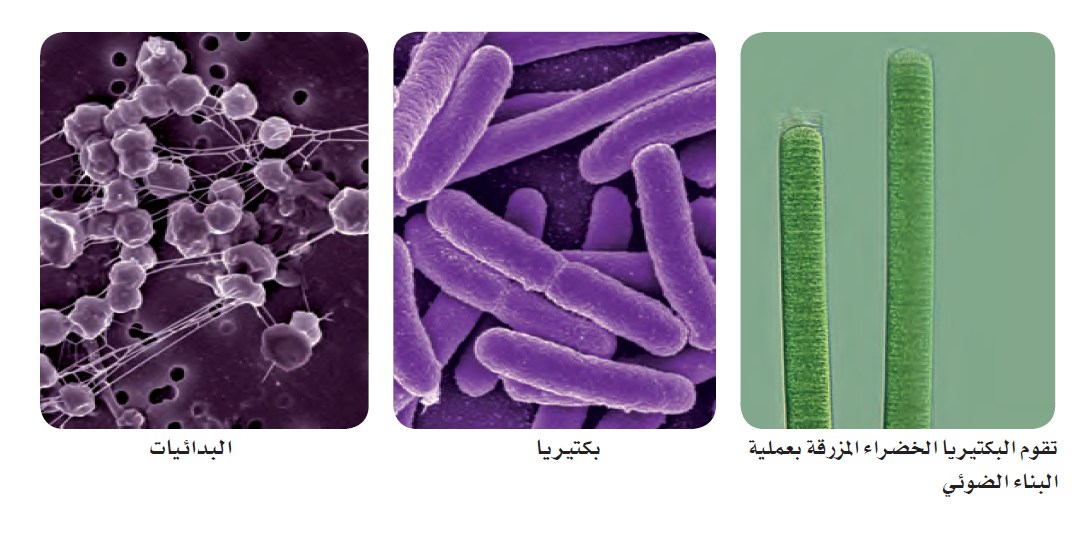 تقوم البكتيريا الخضراء المزرقة بعملية
البناء الضوئي
بكتيريا
البدائيات